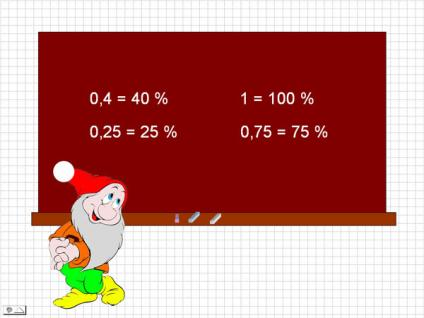 0,4 = 40 % 1 = 100 %
0,25 = 25 % 0,75 = 75 %